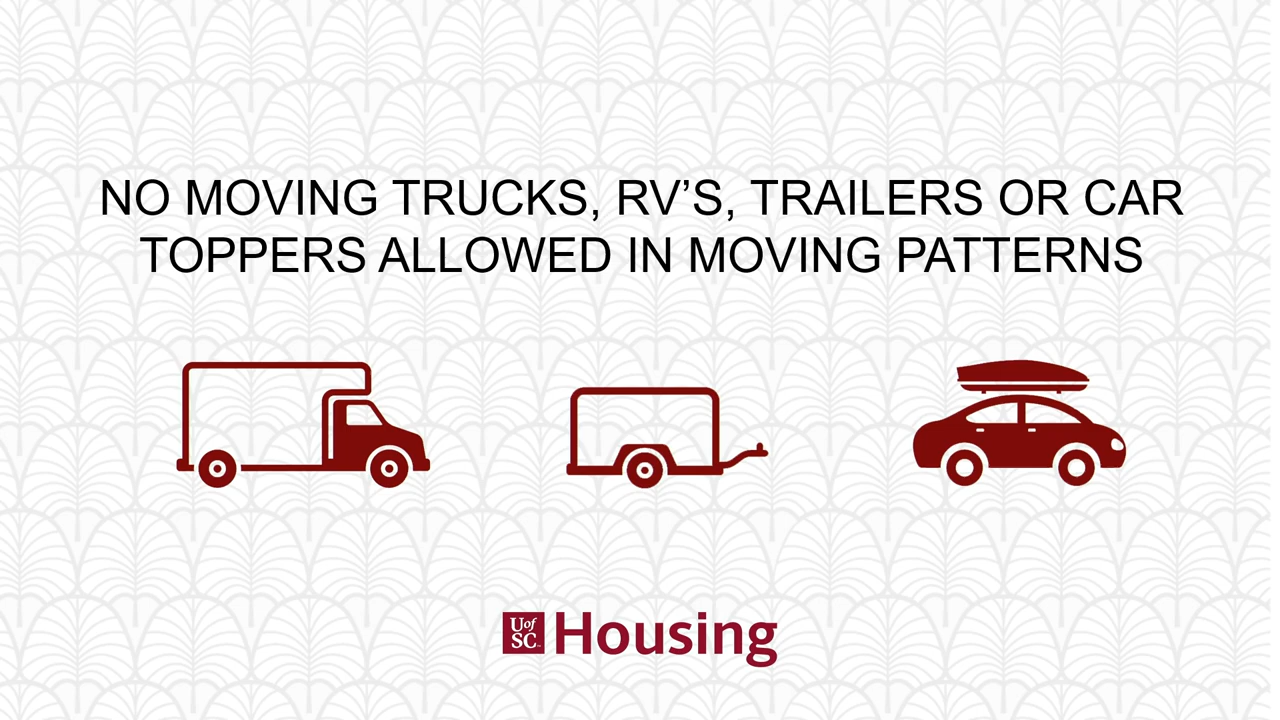 NO MOVING TRUCKS, RV’S, TRAILERS OR CAR
TOPPERS ALLOWED IN MOVING PATTERNS
UofSC Housing